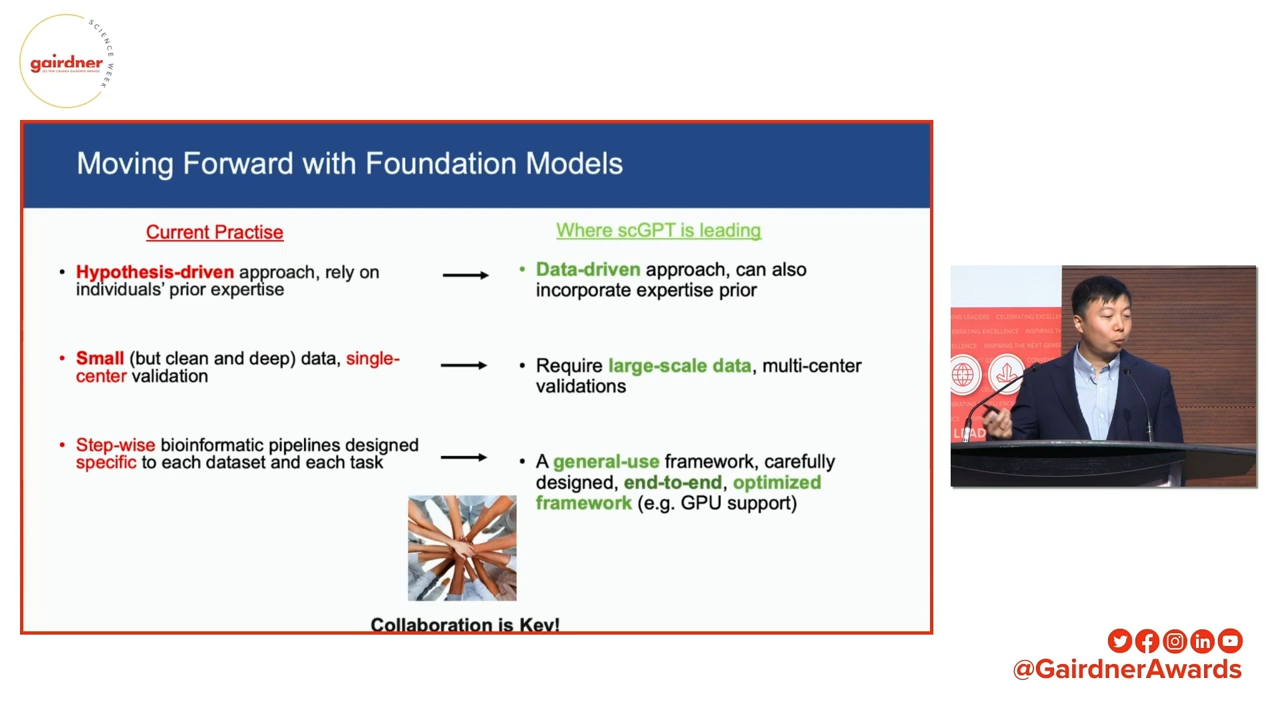 SCIENCE WEEK
gairdner
Moving Forward with Foundation Models
Current Practise
• Hypothesis-driven approach, rely on
individuals' prior expertise
• Small (but clean and deep) data, single-
center validation
• Step-wise bioinformatic pipelines designed
specific to each dataset and each task
Where scGPT is leading
• Data-driven approach, can also
incorporate expertise prior
• Require large-scale data, multi-center
validations
• A general-use framework, carefully
designed, end-to-end, optimized
framework (e.g. GPU support)
Collaboration is Key!
LEAD
@GairdnerAwards